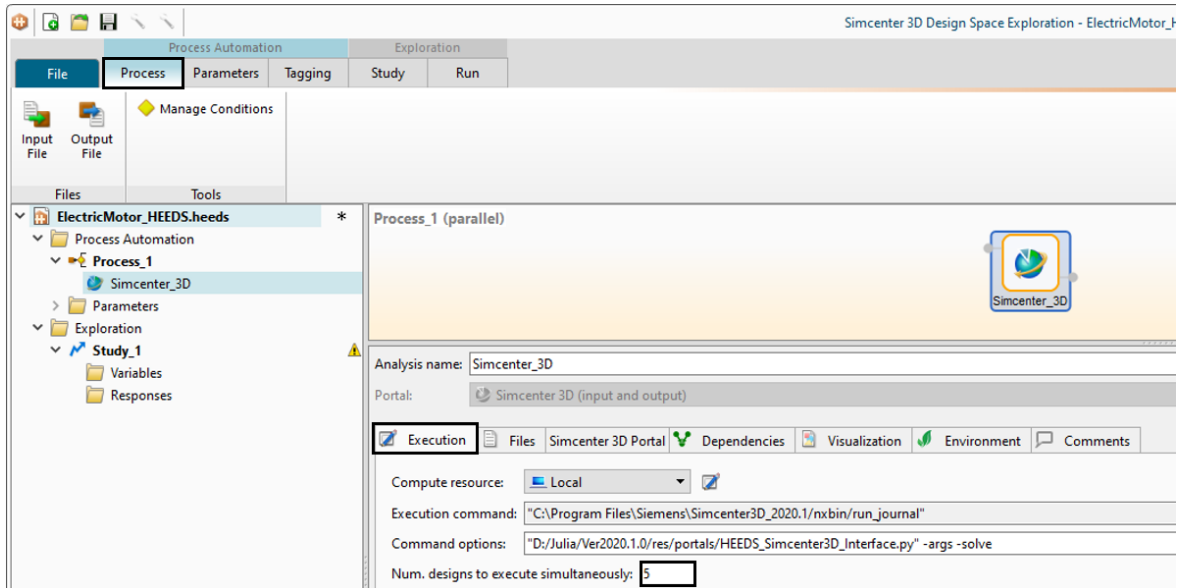 Simcenter 3D Design Space Exploration - ElectricMotor_H
Process Automation Exploration
File Process Parameters Tagging Study Run
Manage Conditions
Input File
Output File
Files Tools
ElectricMotor_HEEDS.heeds *
Process Automation
Process_1
Simcenter_3D
Parameters
Exploration
Study_1
Variables
Responses
Process_1 (parallel)
Simcenter_3D
Analysis name: Simcenter_3D
Portal: Simcenter 3D (input and output)
Execution Files Simcenter 3D Portal Dependencies Visualization Environment Comments
Compute resource: Local
Execution command: "C:\Program Files\Siemens\Simcenter3D_2020.1/nxbin/run_journal"
Command options: "D:/Julia/Ver2020.1.0/res/portals/HEEDS_Simcenter3D_Interface.py" -args -solve
Num. designs to execute simultaneously: 5